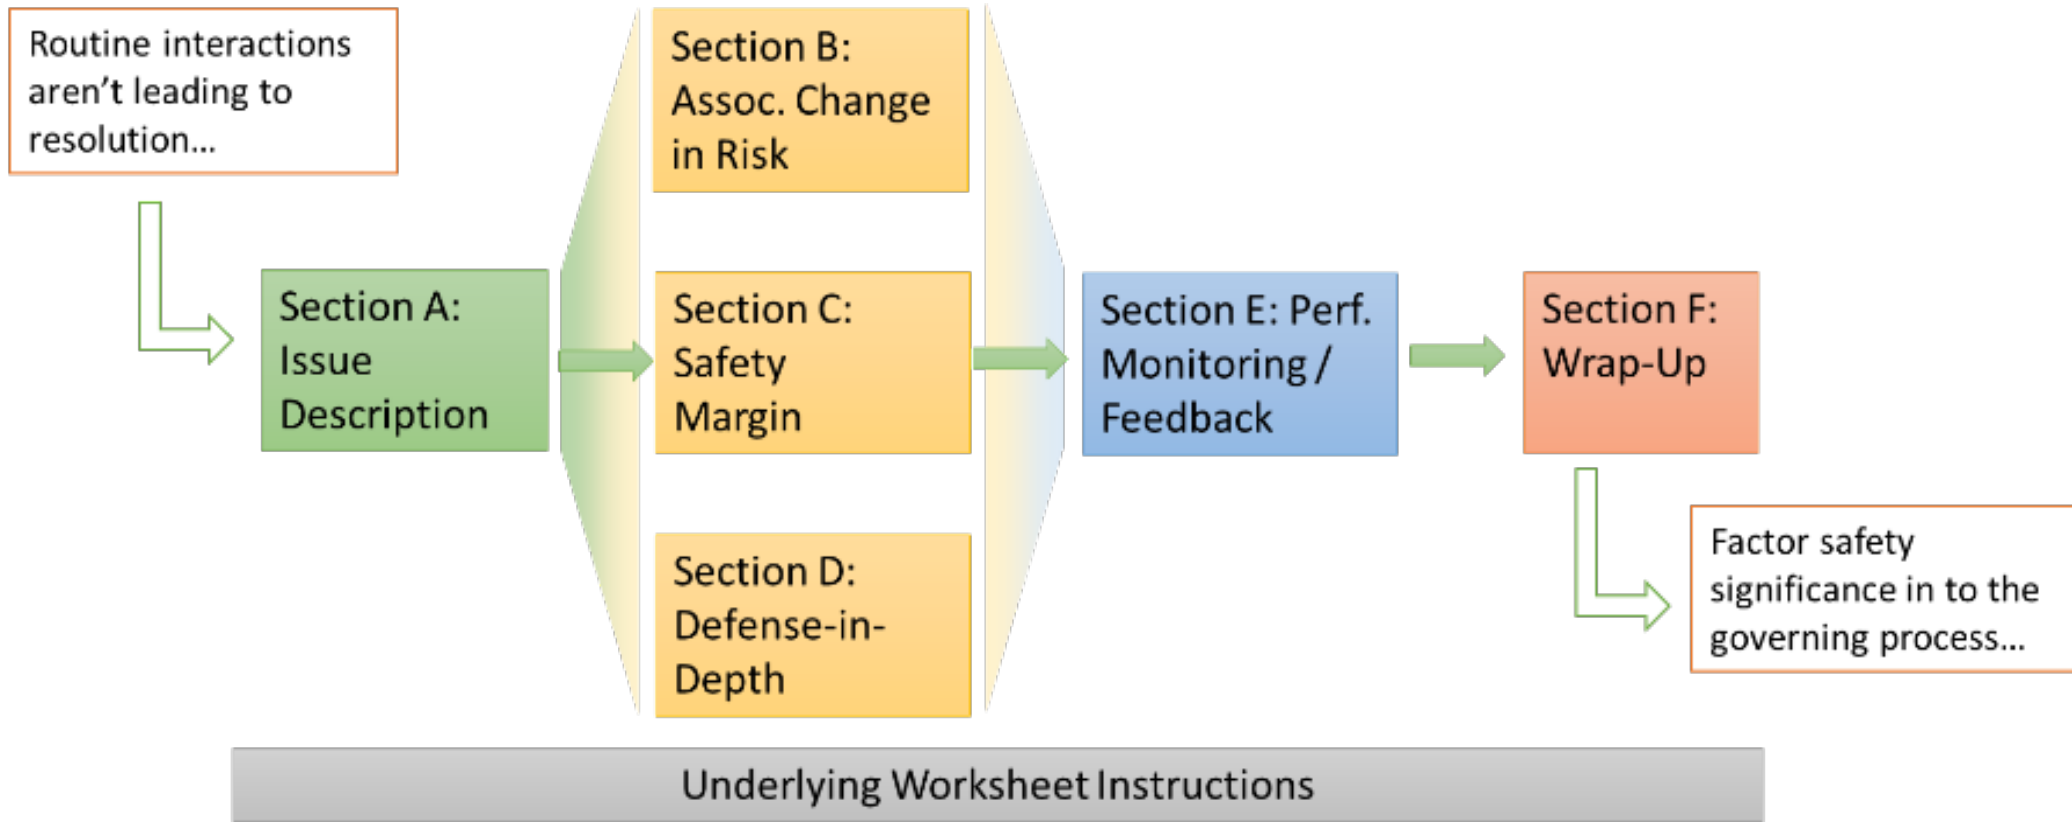 Routine interactions
aren’t leading to
resolution…
Section A:
Issue
Description
Section B:
Assoc. Change
in Risk
Section C:
Safety
Margin
Section D:
Defense-in-
Depth
Section E: Perf.
Monitoring /
Feedback
Section F:
Wrap-Up
Factor safety
significance in to the
governing process…
Underlying Worksheet Instructions